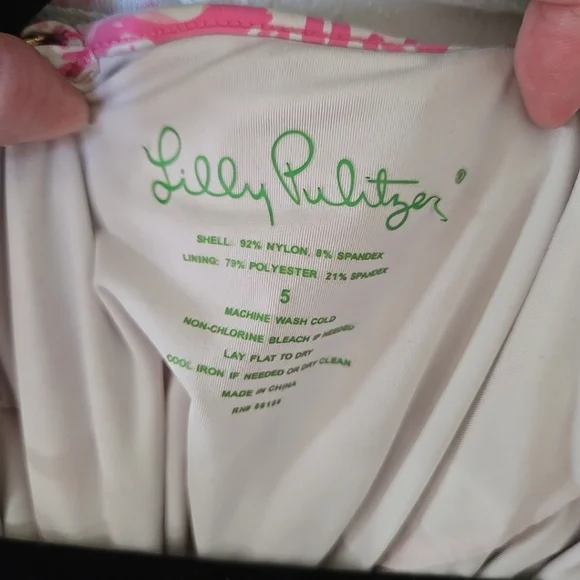 Lilly Pulitzer®
SHELL: 92% NYLON, 8% SPANDEX
LINING: 79% POLYESTER 21% SPANDEX
5
MACHINE WASH COLD
NON-CHLORINE BLEACH IF NEEDED
LAY FLAT TO DRY
COOL IRON IF NEEDED OR DRY CLEAN
MADE IN CHINA
RN#